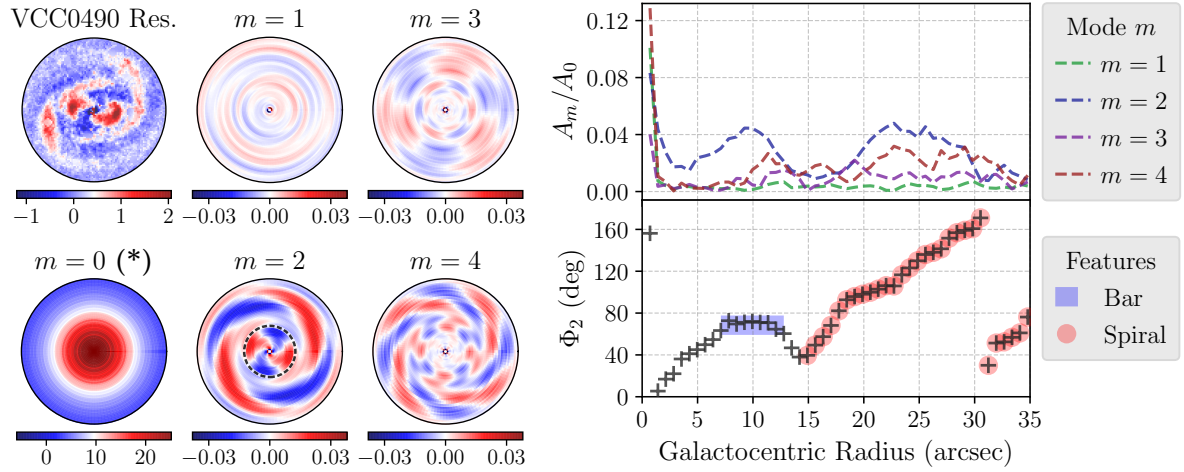 VCC0490 Res.
m = 1
m = 3
−1 0 1 2
−0.03 0.00 0.03
−0.03 0.00 0.03
m = 0 (*)
m = 2
m = 4
0 10 20
−0.03 0.00 0.03
−0.03 0.00 0.03
A_m/A_0
0.12
0.08
0.04
0.00
Φ_2 (deg)
160
120
80
40
0
0 5 10 15 20 25 30 35
Galactocentric Radius (arcsec)
Mode m
m = 1
m = 2
m = 3
m = 4
Features
Bar
Spiral